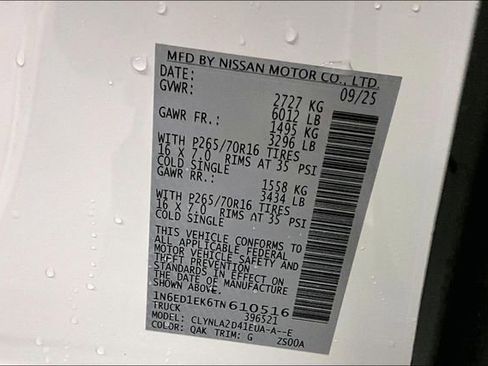 MFD BY NISSAN MOTOR CO., LTD.
DATE: 09/25
GVWR: 2727 KG
6012 LB
GAWR FR.: 1495 KG
3296 LB
WITH P265/70R16 TIRES
16 X 7.0 RIMS AT 35 PSI
COLD SINGLE
GAWR RR.: 1558 KG
3434 LB
WITH P265/70R16 TIRES
16 X 7.0 RIMS AT 35 PSI
COLD SINGLE
THIS VEHICLE CONFORMS TO
ALL APPLICABLE FEDERAL
MOTOR VEHICLE SAFETY AND
THEFT PREVENTION
STANDARDS IN EFFECT ON
THE DATE OF MANUFACTURE
SHOWN ABOVE.
1N6ED1EK6TN610516
TRUCK 396521
MODEL: CLYNLA2D41EUA-A--E
COLOR: QAK TRIM: G ZS00A